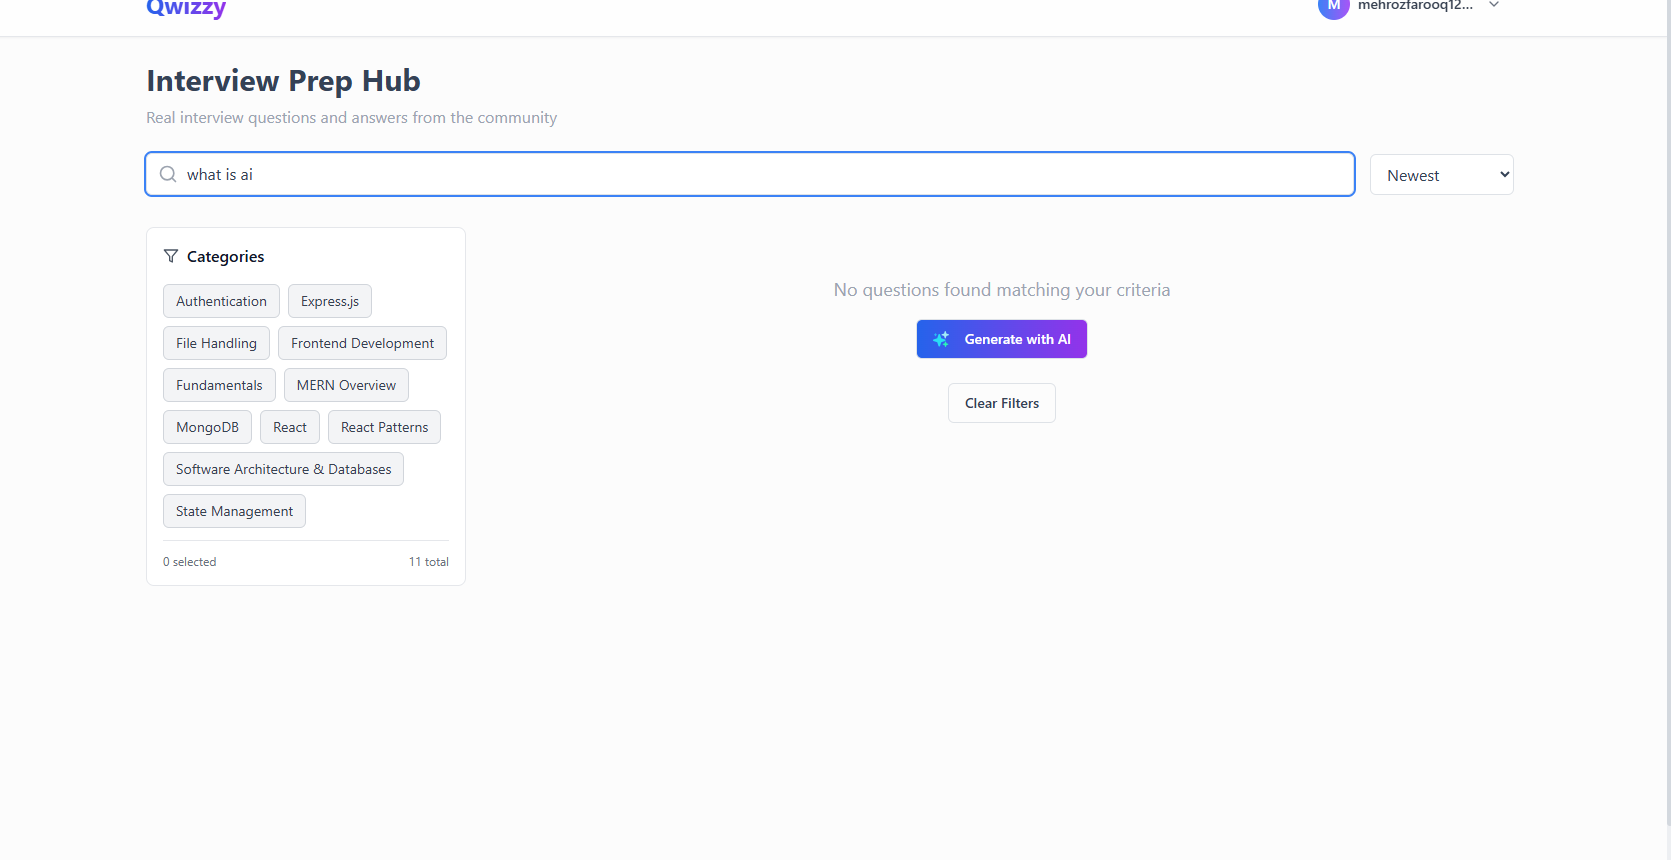 Qwizzy
M mehrozfarooq12...
Interview Prep Hub
Real interview questions and answers from the community
what is ai
Newest
Categories
Authentication
Express.js
File Handling
Frontend Development
Fundamentals
MERN Overview
MongoDB
React
React Patterns
Software Architecture & Databases
State Management
0 selected
11 total
No questions found matching your criteria
Generate with AI
Clear Filters